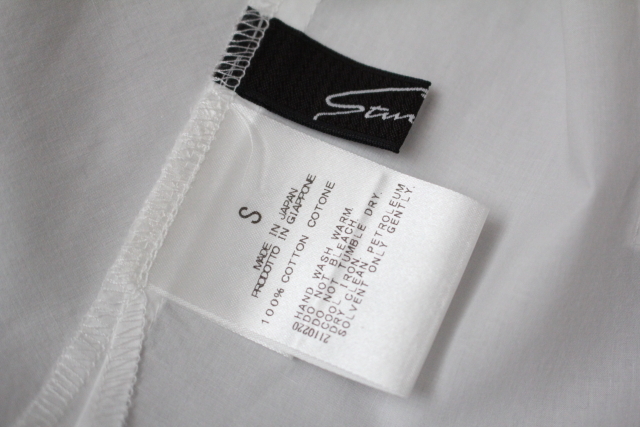 S
MADE IN JAPAN
PRODOTTO IN GIAPPONE
100% COTTON COTONE
HAND WASH WARM.
DO NOT BLEACH.
DO NOT TUMBLE DRY.
COOL IRON.
DRY CLEAN, PETROLEUM
SOLVENT ONLY GENTLY.
2110220